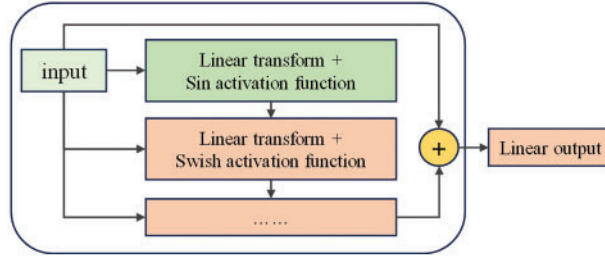 input
Linear transform +
Sin activation function
Linear transform +
Swish activation function
... ...
+
Linear output